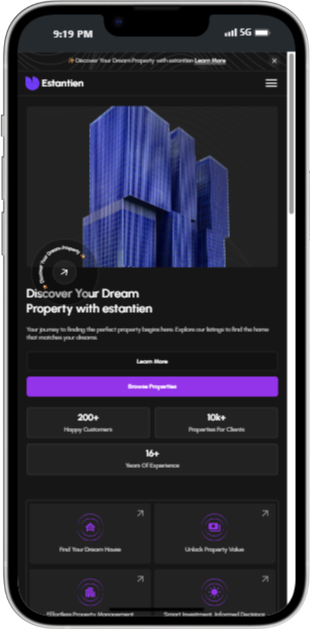 9:19 PM
5G
✨Discover Your Dream Property with estantien Learn More
Estantien
Discover Your Dream Property
Discover Your Dream
Property with estantien
Your journey to finding the perfect property begins here. Explore our listings to find the home
that matches your dreams.
Learn More
Browse Properties
200+
Happy Customers
10k+
Properties For Clients
16+
Years Of Experience
Find Your Dream House
Unlock Property Value
Effortless Property Management
Smart Investment, Informed Decisions